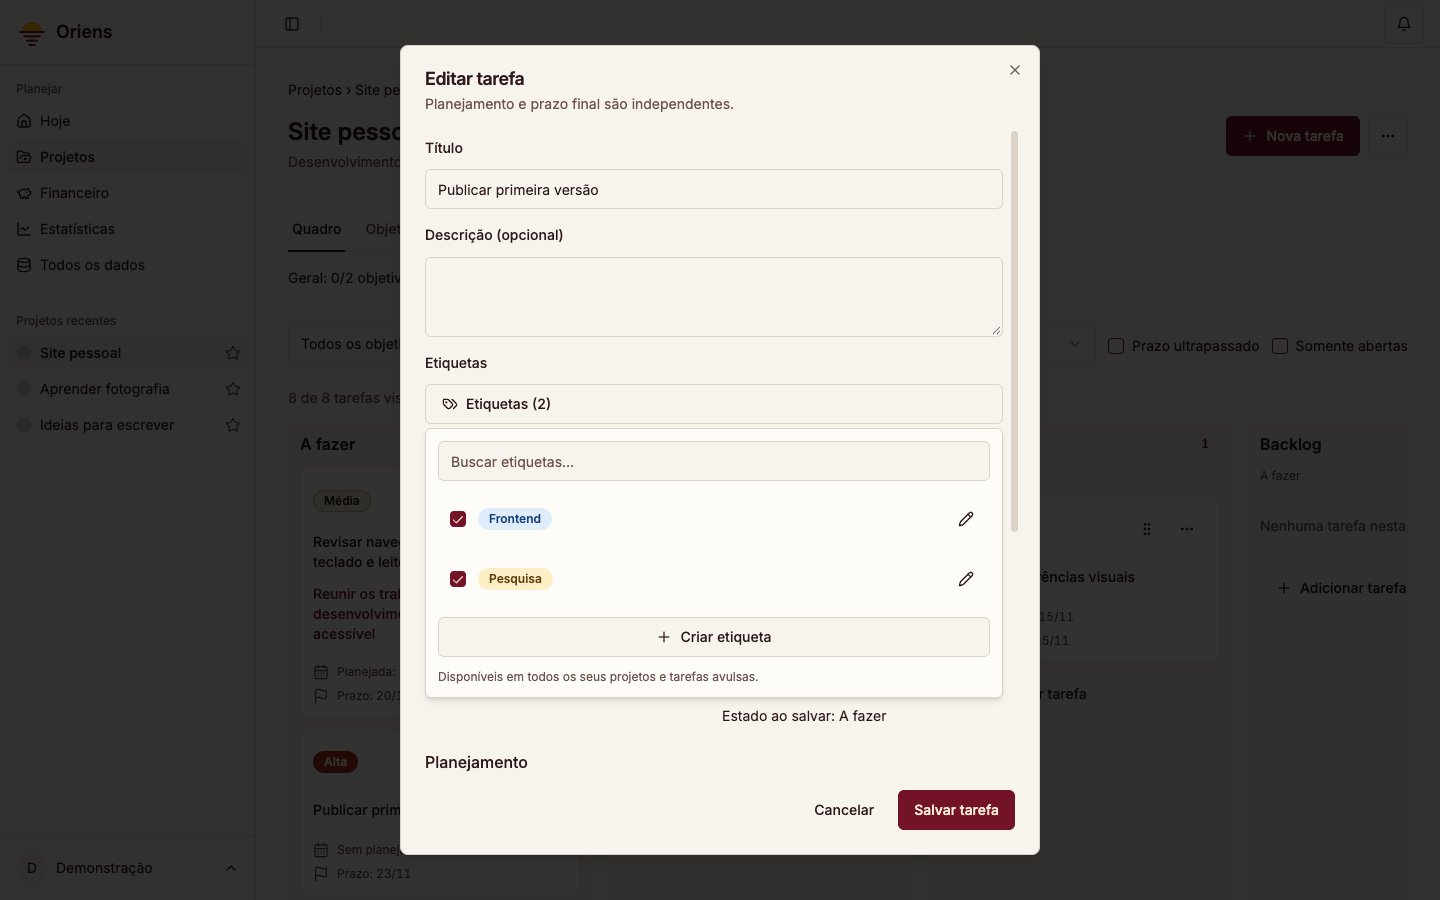 Oriens
Planejar
Hoje
Projetos
Financeiro
Estatísticas
Todos os dados
Projetos recentes
Site pessoal
Aprender fotografia
Ideias para escrever
D Demonstração
Projetos › Site pe
Site pesso
Desenvolvimento
Nova tarefa
Quadro Objet
Geral: 0/2 objetiv
Todos os objeti
Prazo ultrapassado Somente abertas
8 de 8 tarefas vis
A fazer
Média
Revisar nave
teclado e leito
Reunir os tra
desenvolvime
acessível
Planejada:
Prazo: 20/1
Alta
Publicar prim
Sem planej
Prazo: 23/11
Editar tarefa
Planejamento e prazo final são independentes.
Título
Publicar primeira versão
Descrição (opcional)
Etiquetas
Etiquetas (2)
Buscar etiquetas...
Frontend
Pesquisa
Criar etiqueta
Disponíveis em todos os seus projetos e tarefas avulsas.
Estado ao salvar: A fazer
Planejamento
Cancelar Salvar tarefa
1
rências visuais
15/11
5/11
r tarefa
Backlog
A fazer
Nenhuma tarefa nesta
Adicionar tarefa